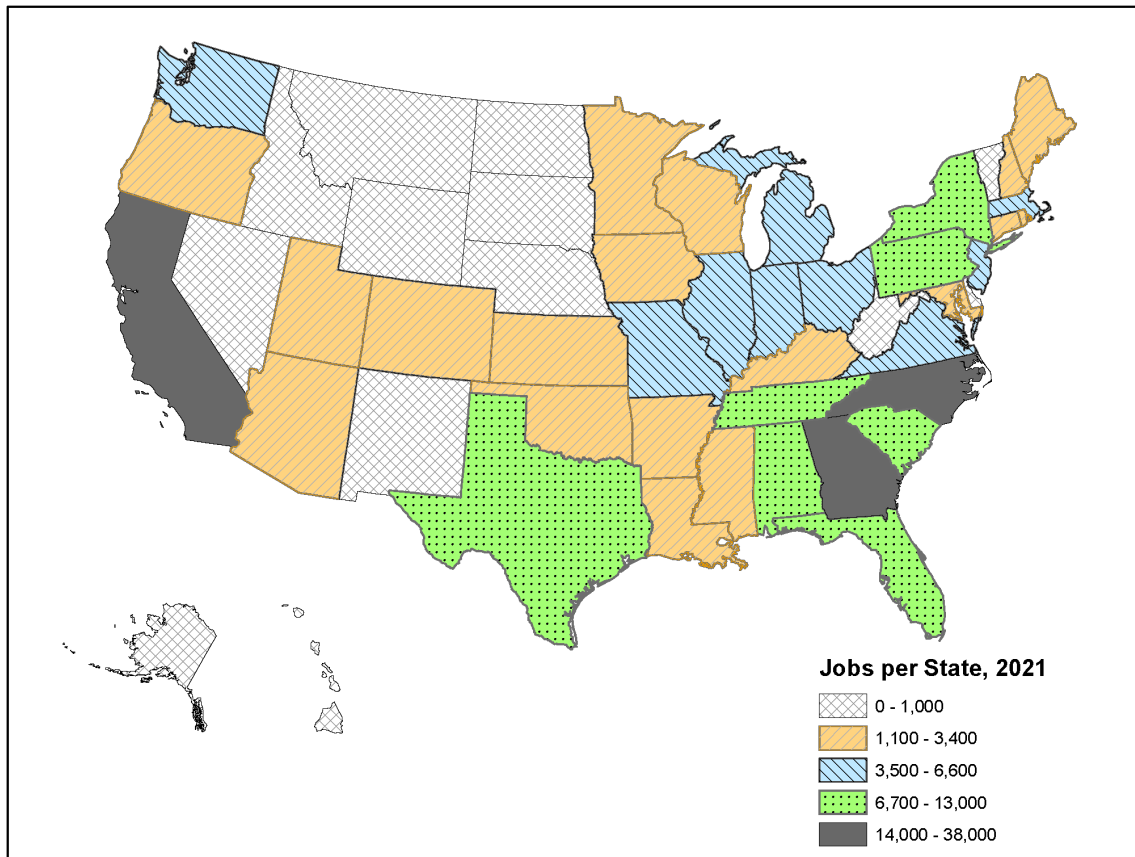 Jobs per State, 2021
0 - 1,000
1,100 - 3,400
3,500 - 6,600
6,700 - 13,000
14,000 - 38,000